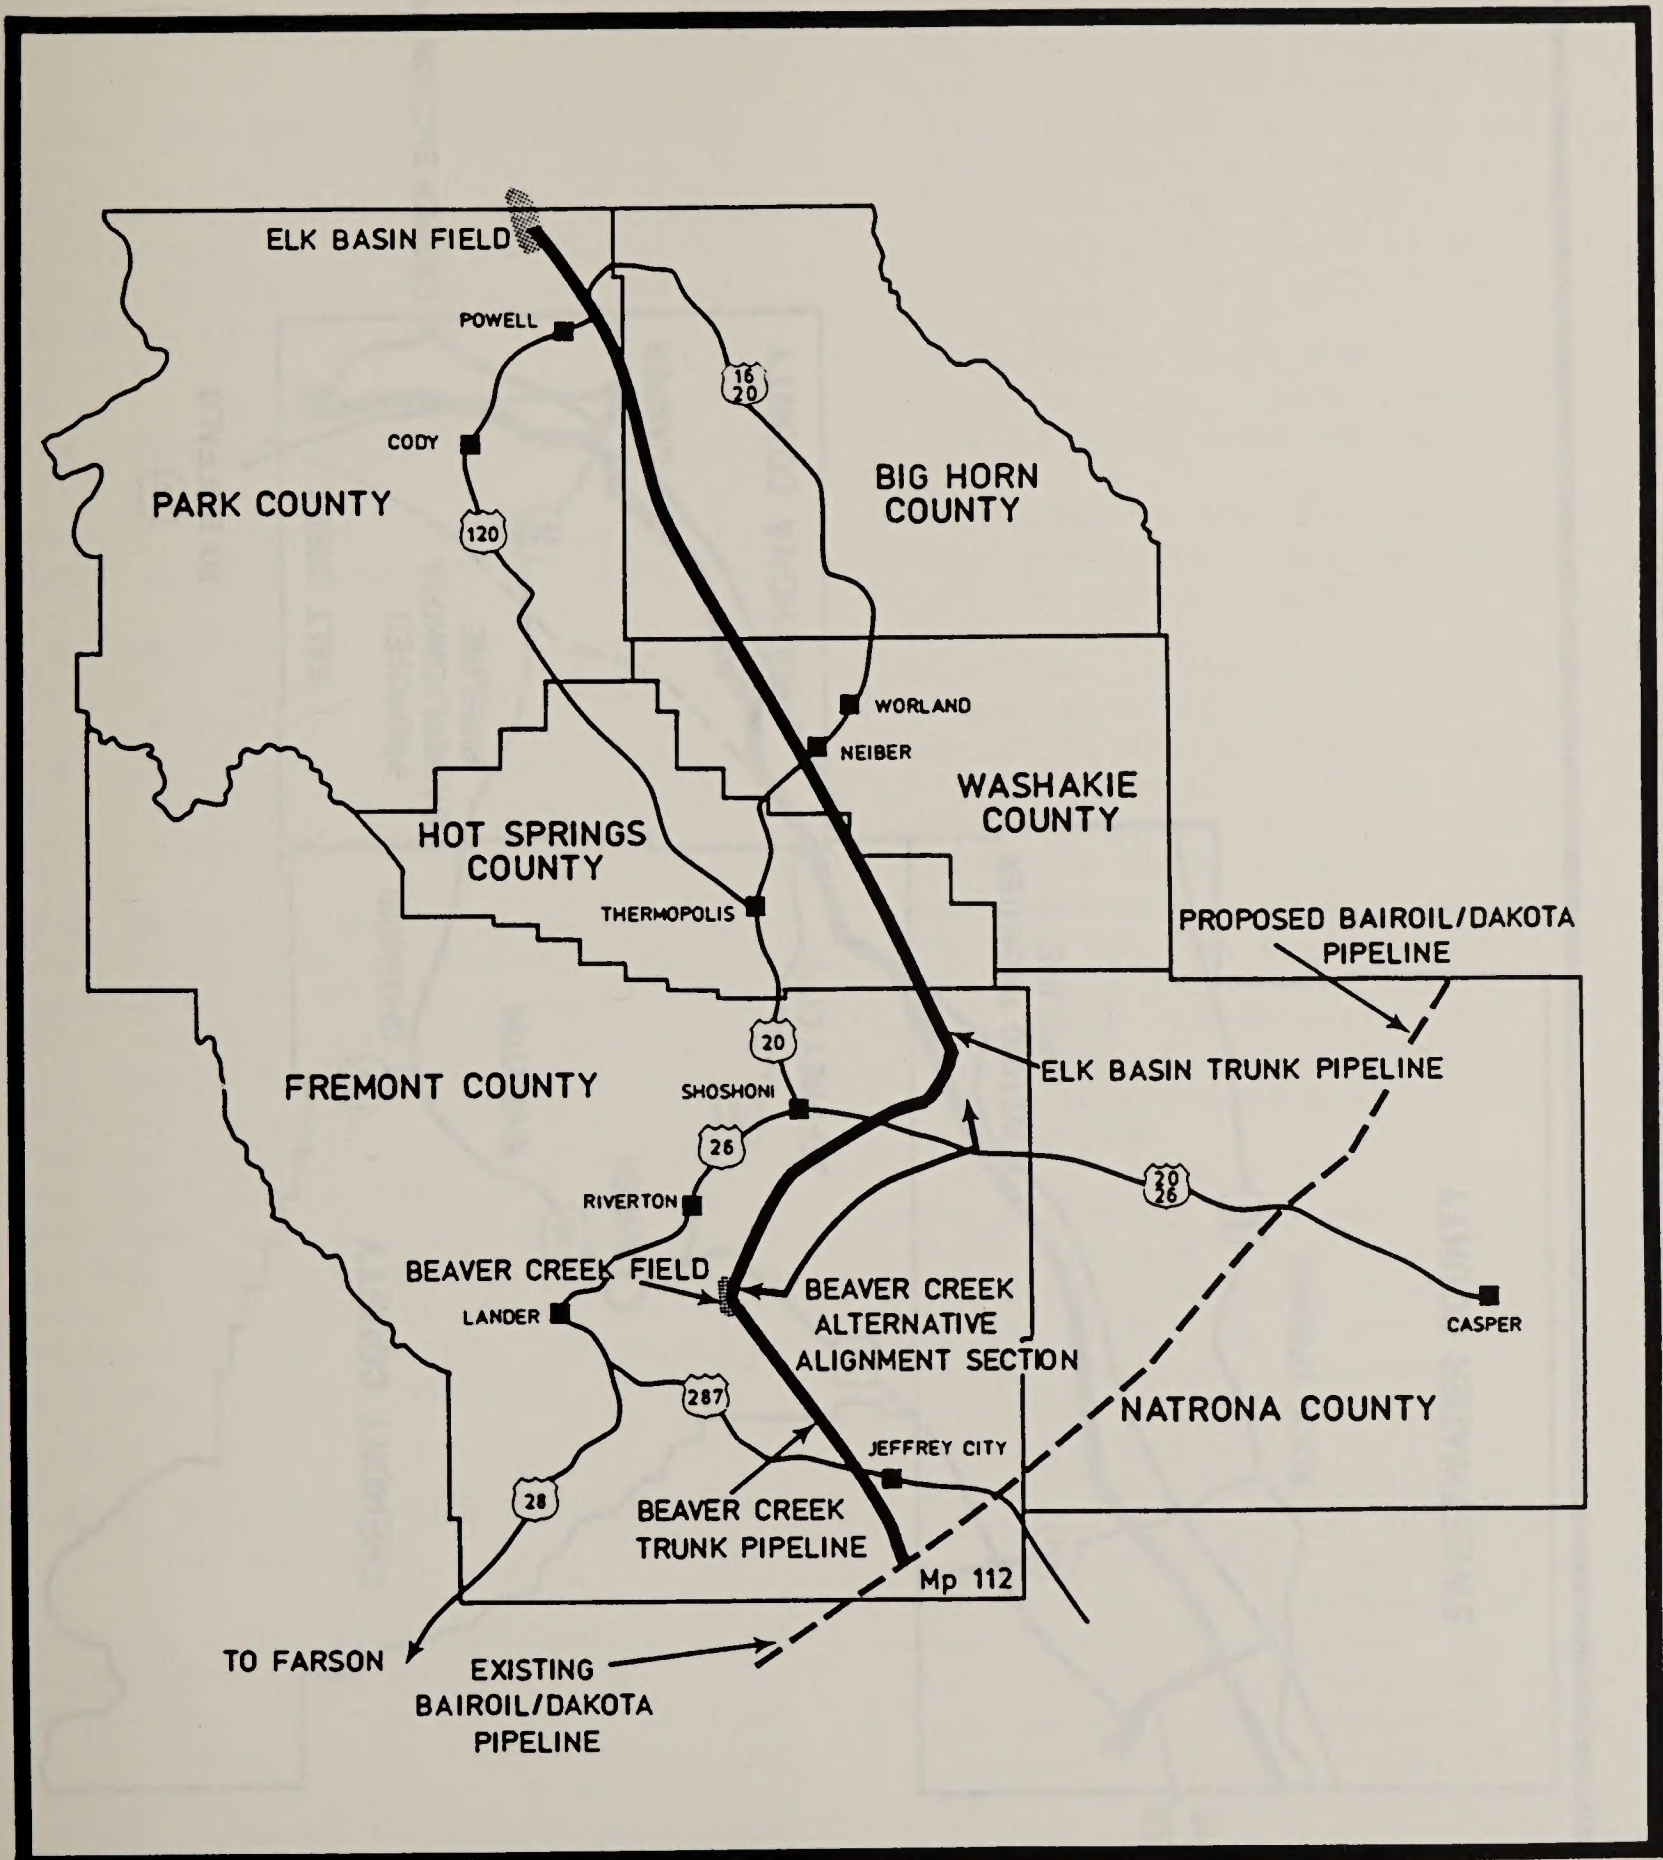 ELK BASIN FIELD
POWELL
16
20
CODY
PARK COUNTY
BIG HORN
COUNTY
120
WORLAND
NEIBER
WASHAKIE
COUNTY
HOT SPRINGS
COUNTY
THERMOPOLIS
PROPOSED BAIROIL/DAKOTA
PIPELINE
20
ELK BASIN TRUNK PIPELINE
FREMONT COUNTY
SHOSHONI
26
20
26
RIVERTON
BEAVER CREEK FIELD
BEAVER CREEK
ALTERNATIVE
ALIGNMENT SECTION
LANDER
CASPER
287
NATRONA COUNTY
JEFFREY CITY
28
BEAVER CREEK
TRUNK PIPELINE
Mp 112
TO FARSON
EXISTING
BAIROIL/DAKOTA
PIPELINE